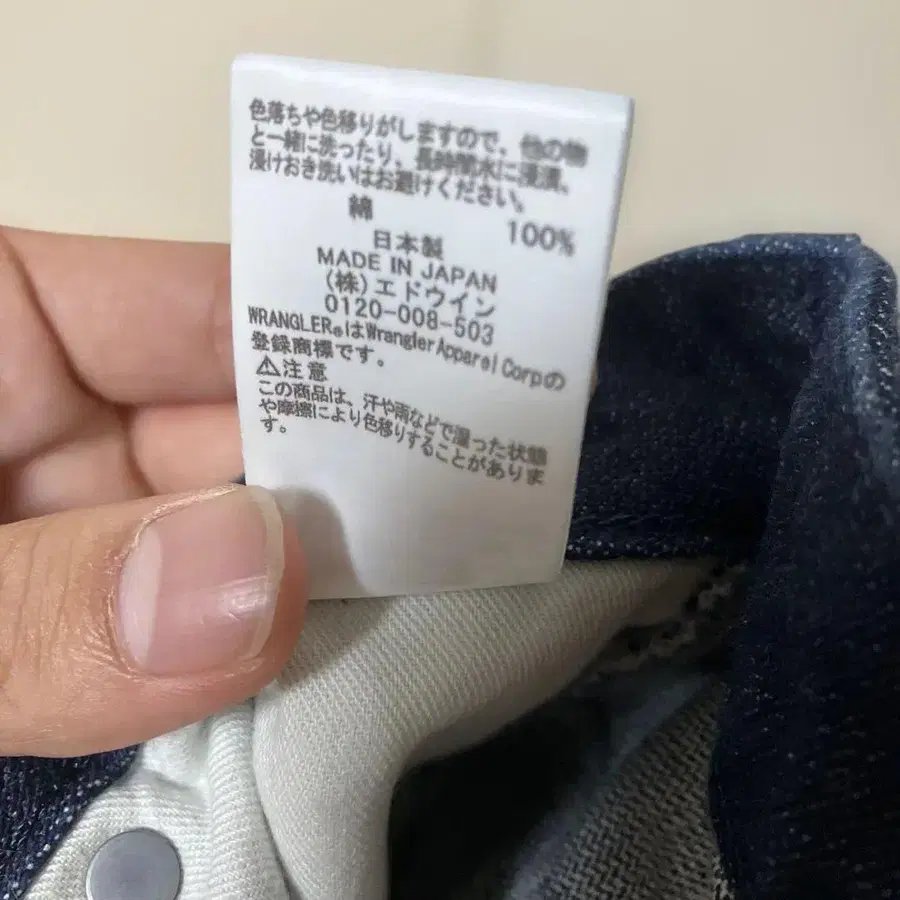 色落ちや色移りがしますので、他の物
と一緒に洗ったり、長時間水に浸漬、
浸けおき洗いはお避けください。
綿 100%
日本製
MADE IN JAPAN
(株)エドウイン
0120-008-503
WRANGLER®はWrangler Apparel Corpの
登録商標です。
⚠注意
この商品は、汗や雨などで湿った状態
や摩擦により色移りすることがありま
す。